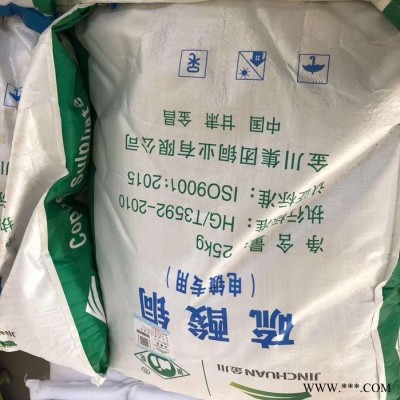 JINCHUAN 金川
硫酸铜
(电镀专用)
净含量: 25kg
执行标准: HG/T3592-2010
认证标准: ISO9001:2015
金川集团铜业有限公司
中国 甘肃 金昌
Sulphate
www.***.com